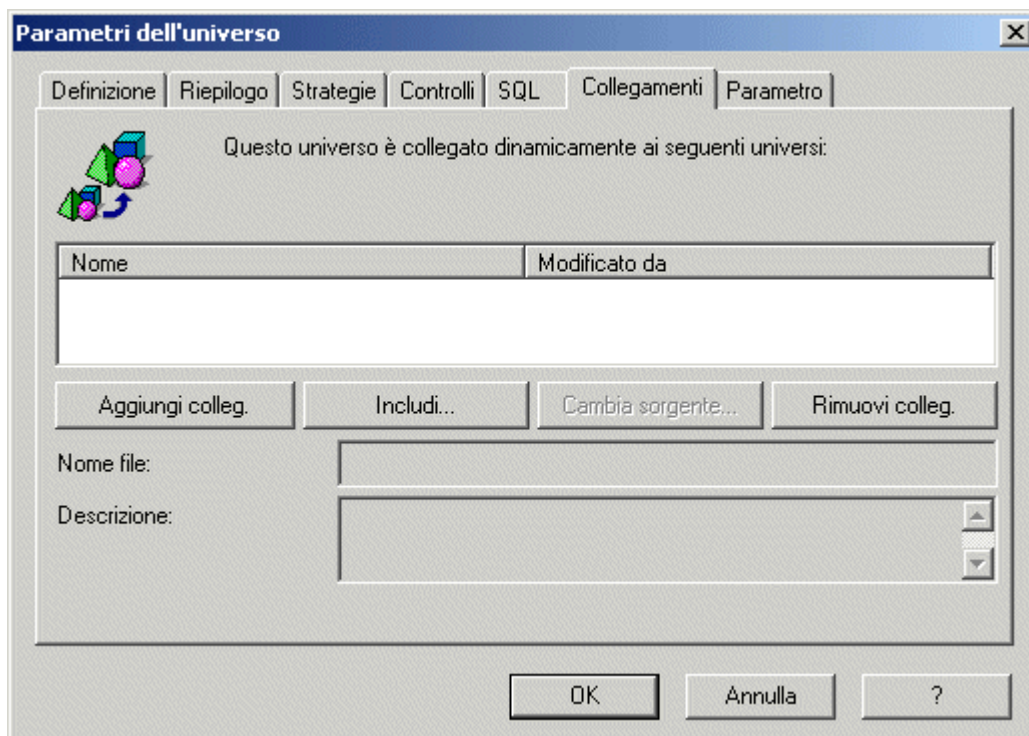 Parametri dell'universo
Definizione Riepilogo Strategie Controlli SQL Collegamenti Parametro
Questo universo è collegato dinamicamente ai seguenti universi:
Nome Modificato da
Aggiungi colleg. Includi... Cambia sorgente... Rimuovi colleg.
Nome file:
Descrizione:
OK Annulla ?